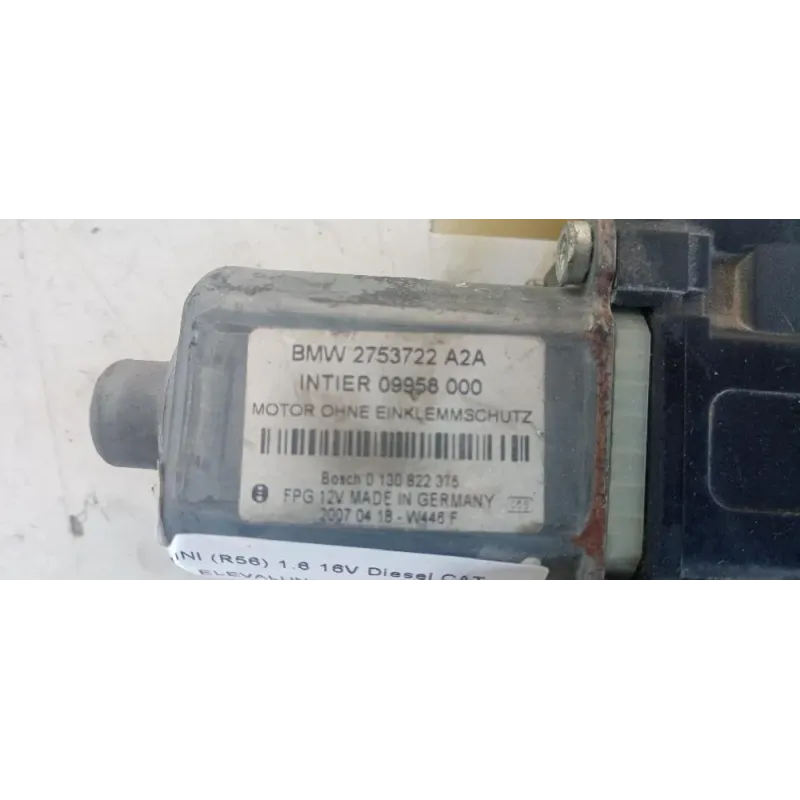 BMW 2753722 A2A
INTIER 09958 000
MOTOR OHNE EINKLEMMSCHUTZ
Bosch 0 130 822 375
FPG 12V MADE IN GERMANY
2007 04 18 - W446 F
INI (R56) 1.6 16V Diesel CAT